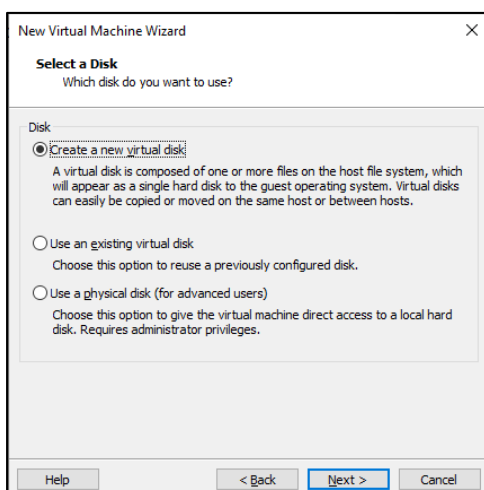 New Virtual Machine Wizard
Select a Disk
Which disk do you want to use?
Disk
Create a new virtual disk
A virtual disk is composed of one or more files on the host file system, which
will appear as a single hard disk to the guest operating system. Virtual disks
can easily be copied or moved on the same host or between hosts.
Use an existing virtual disk
Choose this option to reuse a previously configured disk.
Use a physical disk (for advanced users)
Choose this option to give the virtual machine direct access to a local hard
disk. Requires administrator privileges.
Help < Back Next > Cancel